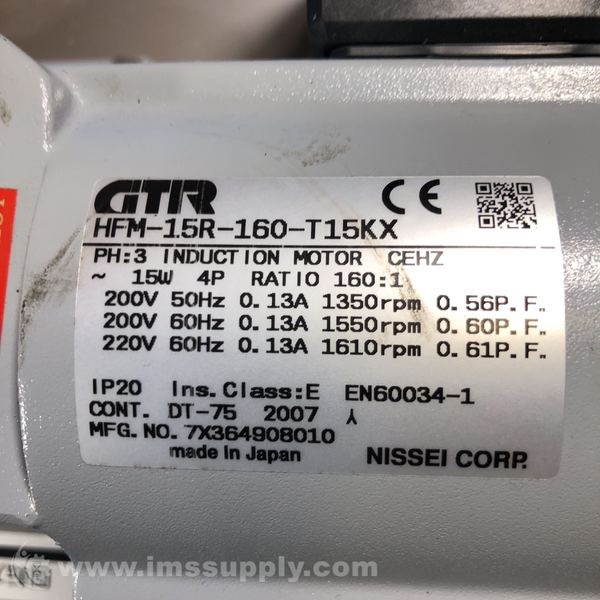 GTR CE
HFM-15R-160-T15KX
PH:3 INDUCTION MOTOR CEHZ
~ 15W 4P RATIO 160:1
200V 50Hz 0.13A 1350rpm 0.56P.F.
200V 60Hz 0.13A 1550rpm 0.60P.F.
220V 60Hz 0.13A 1610rpm 0.61P.F.
IP20 Ins.Class:E EN60034-1
CONT. DT-75 2007 ⅄
MFG.NO.7X364908010
made in Japan NISSEI CORP.
© www.imssupply.com